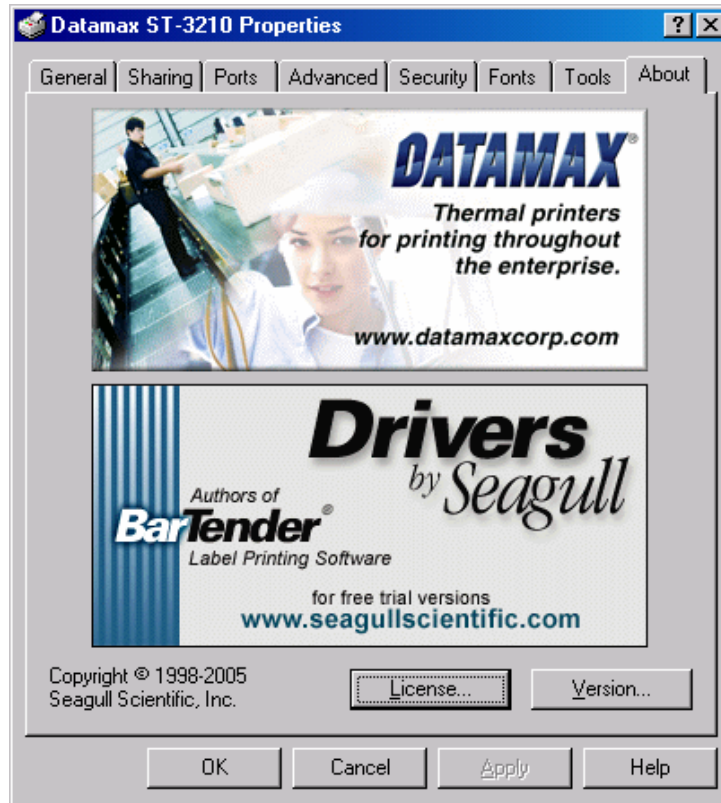 Datamax ST-3210 Properties
General Sharing Ports Advanced Security Fonts Tools About
DATAMAX®
Thermal printers
for printing throughout
the enterprise.
www.datamaxcorp.com
Drivers
by Seagull
Authors of
BarTender®
Label Printing Software
for free trial versions
www.seagullscientific.com
Copyright © 1998-2005
Seagull Scientific, Inc.
License... Version...
OK Cancel Apply Help